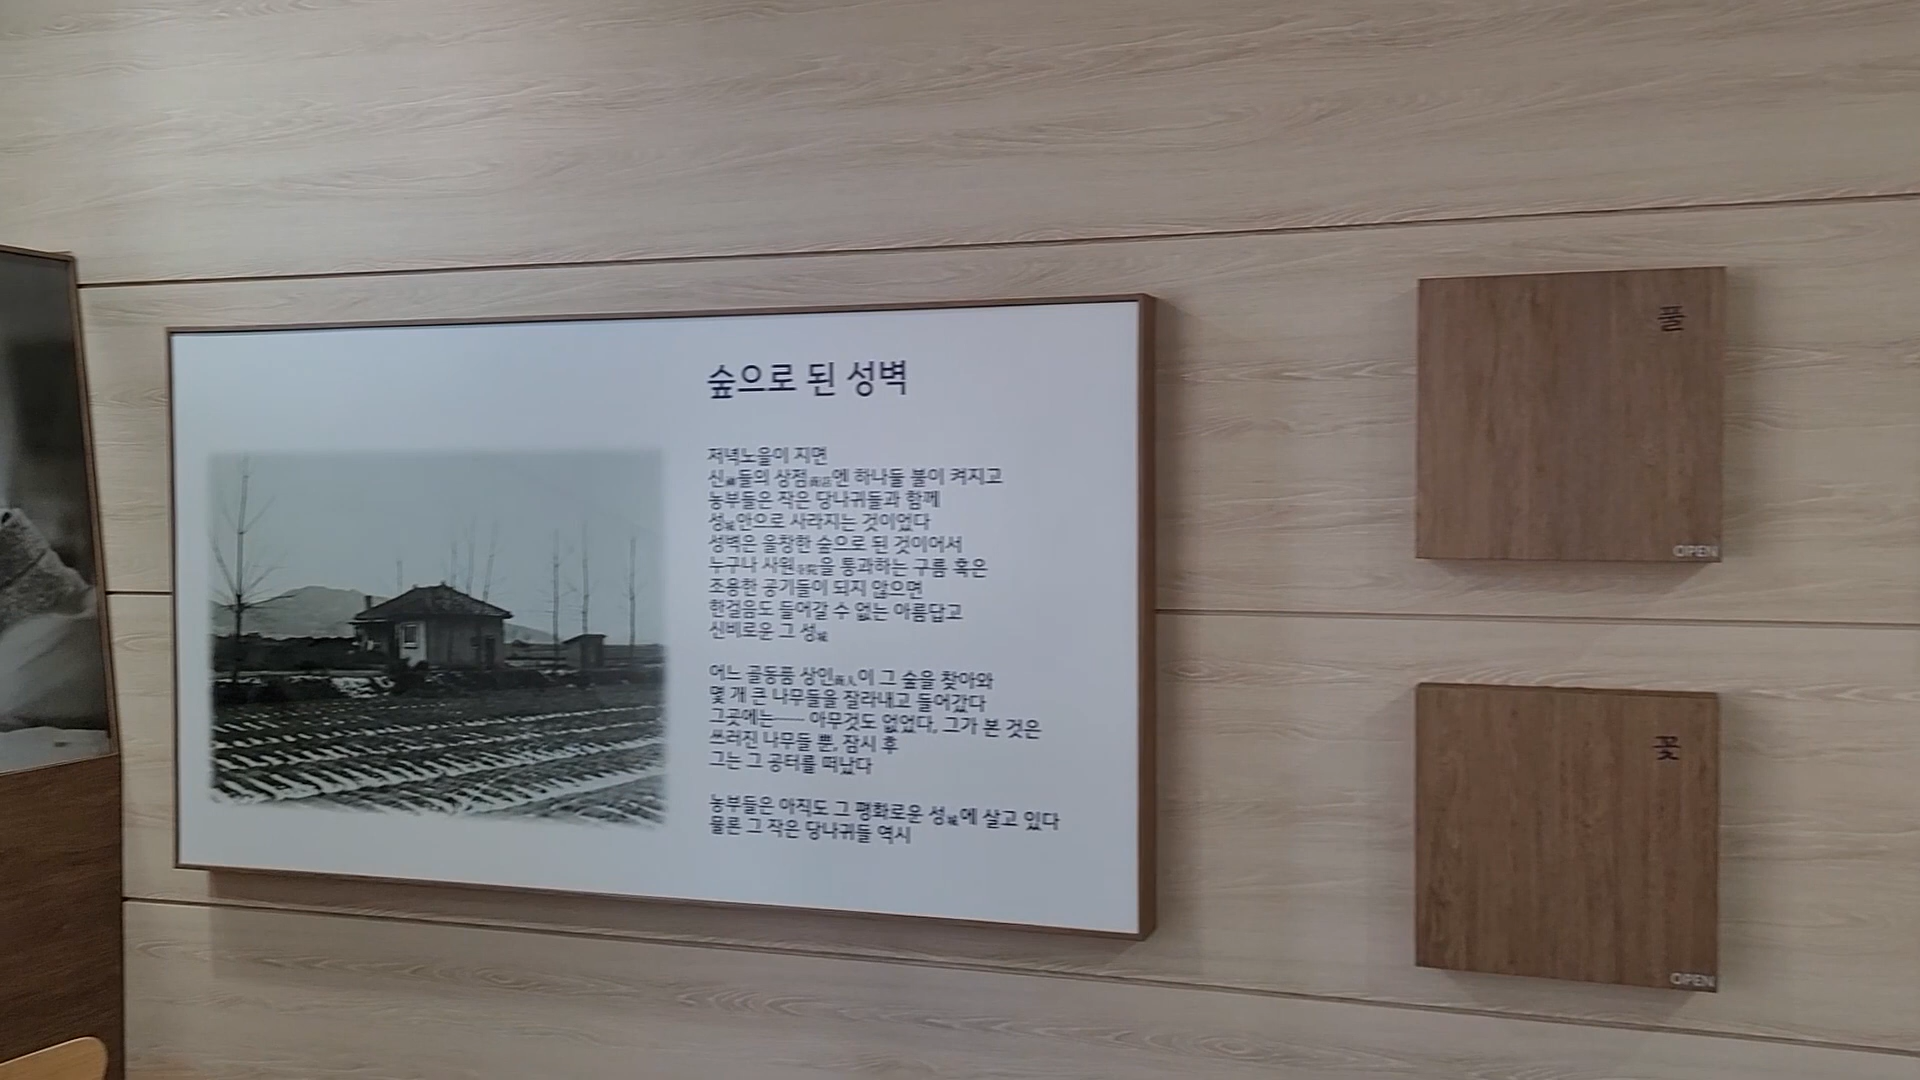 숲으로 된 성벽
저녁노을이 지면
신神들의 상점商店엔 하나둘 불이 켜지고
농부들은 작은 당나귀들과 함께
성城안으로 사라지는 것이었다
성벽은 울창한 숲으로 된 것이어서
누구나 사원寺院을 통과하는 구름 혹은
조용한 공기들이 되지 않으면
한걸음도 들어갈 수 없는 아름답고
신비로운 그 성城
어느 골동품 상인商人이 그 숲을 찾아와
몇 개 큰 나무들을 잘라내고 들어갔다
그곳에는── 아무것도 없었다, 그가 본 것은
쓰러진 나무들 뿐, 잠시 후
그는 그 공터를 떠났다
농부들은 아직도 그 평화로운 성城에 살고 있다
물론 그 작은 당나귀들 역시
풀
OPEN
꽃
OPEN